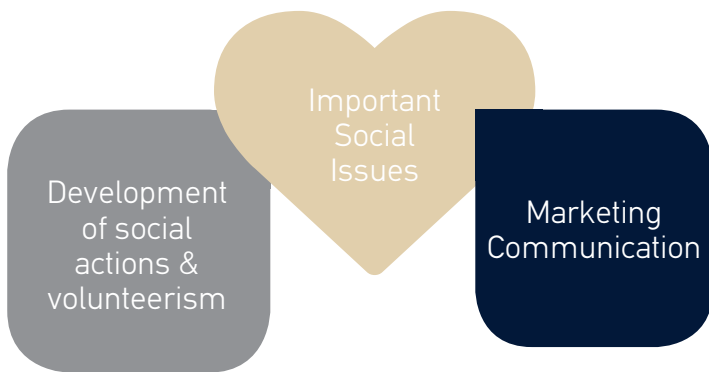 Important
Social
Issues
Development
of social
actions &
volunteerism
Marketing
Communication